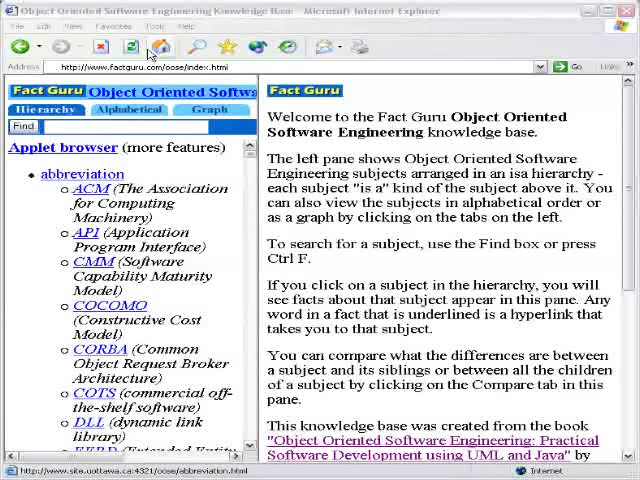 Object Oriented Software Engineering Knowledge Base - Microsoft Internet Explorer
File Edit View Favorites Tools Help
Address http://www.factguru.com/oose/index.html Go Links »
Fact Guru Object Oriented Softwa
Hierarchy Alphabetical Graph
Find
Applet browser (more features)
abbreviation
ACM (The Association
for Computing
Machinery)
API (Application
Program Interface)
CMM (Software
Capability Maturity
Model)
COCOMO
(Constructive Cost
Model)
CORBA (Common
Object Request Broker
Architecture)
COTS (commercial off-
the-shelf software)
DLL (dynamic link
library)
EERD (Extended Entity
Fact Guru
Welcome to the Fact Guru Object Oriented
Software Engineering knowledge base.
The left pane shows Object Oriented Software
Engineering subjects arranged in an isa hierarchy -
each subject "is a" kind of the subject above it. You
can also view the subjects in alphabetical order or
as a graph by clicking on the tabs on the left.
To search for a subject, use the Find box or press
Ctrl F.
If you click on a subject in the hierarchy, you will
see facts about that subject appear in this pane. Any
word in a fact that is underlined is a hyperlink that
takes you to that subject.
You can compare what the differences are between
a subject and its siblings or between all the children
of a subject by clicking on the Compare tab in this
pane.
This knowledge base was created from the book
"Object Oriented Software Engineering: Practical
Software Development using UML and Java" by
http://www.site.uottawa.ca:4321/oose/abbreviation.html Internet